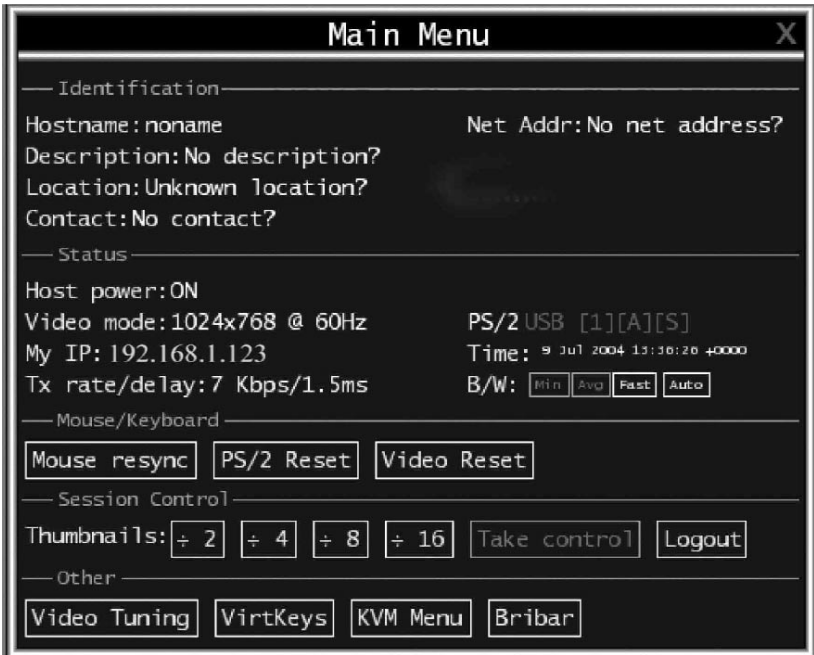 Main Menu X
Identification
Hostname:noname Net Addr:No net address?
Description:No description?
Location:Unknown location?
Contact:No contact?
Status
Host power:ON
Video mode:1024x768 @ 60Hz PS/2 USB [1][A][S]
My IP: 192.168.1.123 Time: 9 Jul 2004 13:36:26 +0000
Tx rate/delay:7 Kbps/1.5ms B/W: Min Avg Fast Auto
Mouse/Keyboard
Mouse resync PS/2 Reset Video Reset
Session Control
Thumbnails: ÷ 2 ÷ 4 ÷ 8 ÷ 16 Take control Logout
Other
Video Tuning VirtKeys KVM Menu Bribar